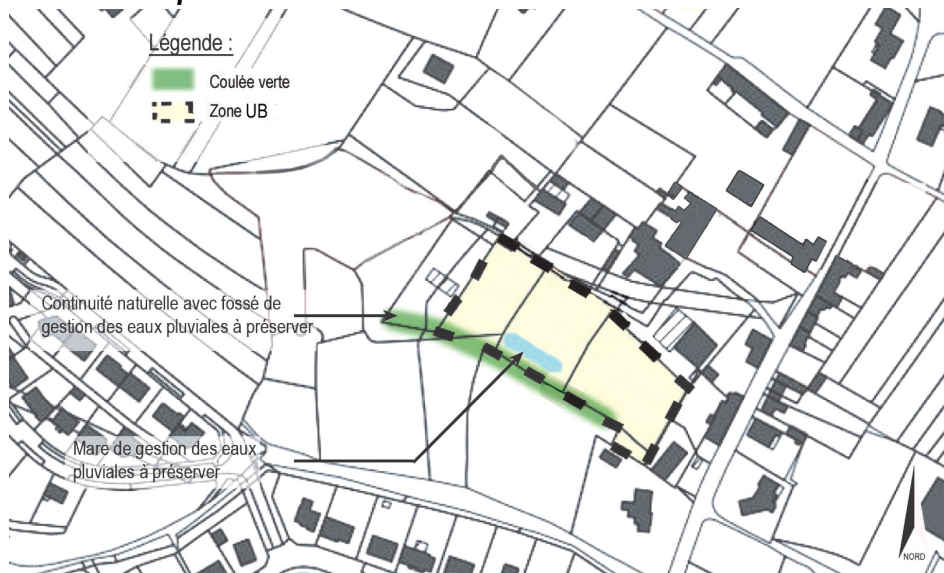 Légende :
Coulée verte
Zone UB
Continuité naturelle avec fossé de
gestion des eaux pluviales à préserver
Mare de gestion des eaux
pluviales à préserver
NORD